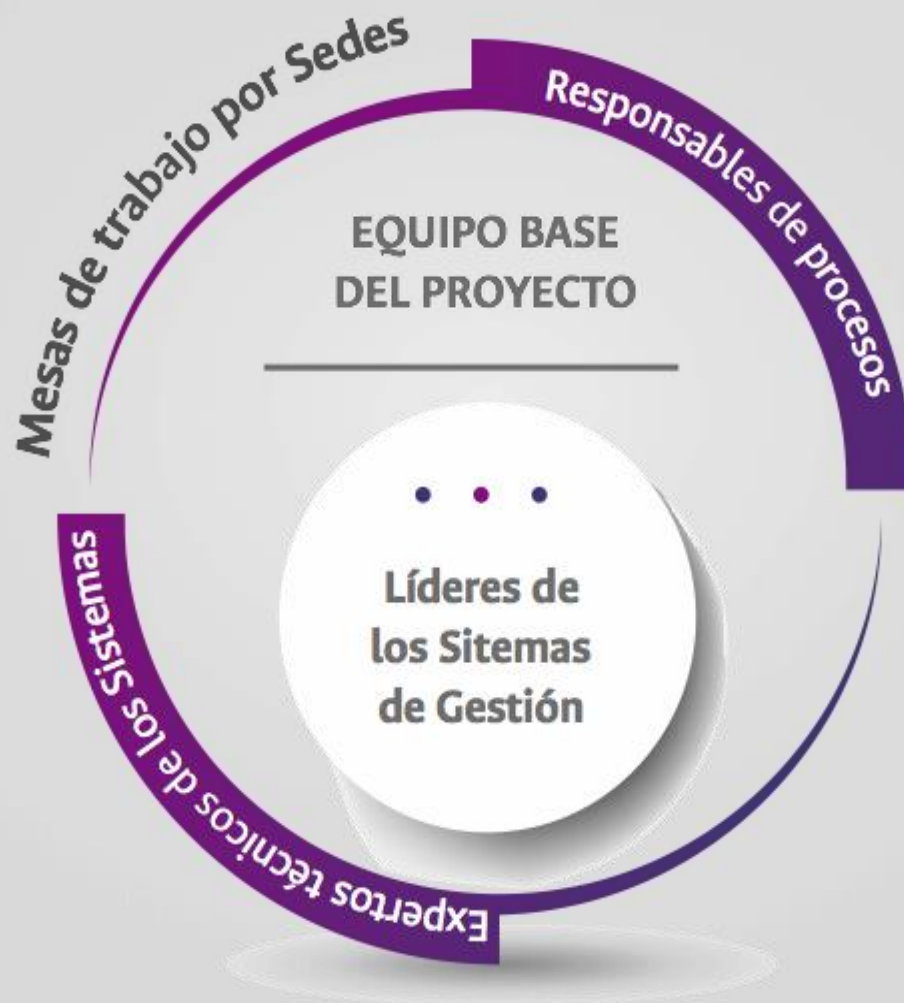 Mesas de trabajo por Sedes
Responsables de procesos
EQUIPO BASE
DEL PROYECTO
Líderes de
los Sitemas
de Gestión
Expertos técnicos de los Sistemas